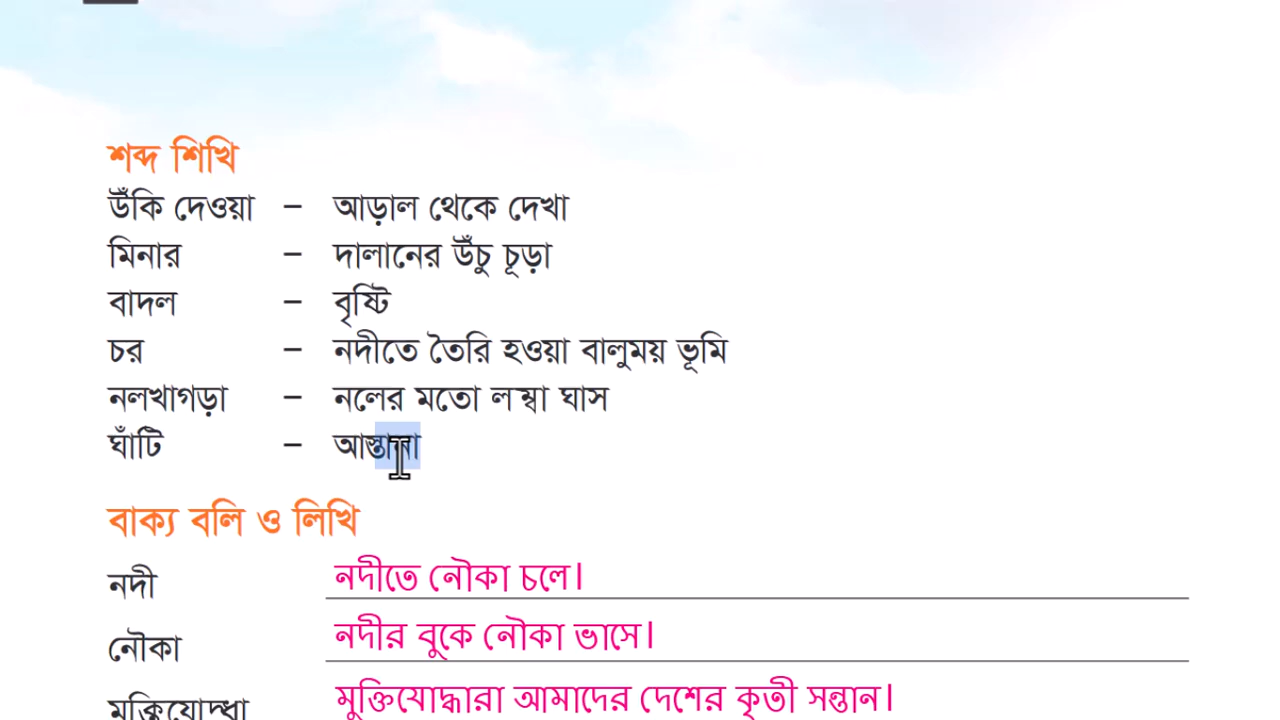 শব্দ শিখি
উঁকি দেওয়া – আড়াল থেকে দেখা
মিনার – দালানের উঁচু চূড়া
বাদল – বৃষ্টি
চর – নদীতে তৈরি হওয়া বালুময় ভূমি
নলখাগড়া – নলের মতো লম্বা ঘাস
ঘাঁটি – আস্তানা
বাক্য বলি ও লিখি
নদী নদীতে নৌকা চলে।
নৌকা নদীর বুকে নৌকা ভাসে।
মুক্তিযোদ্ধা মুক্তিযোদ্ধারা আমাদের দেশের কৃতী সন্তান।